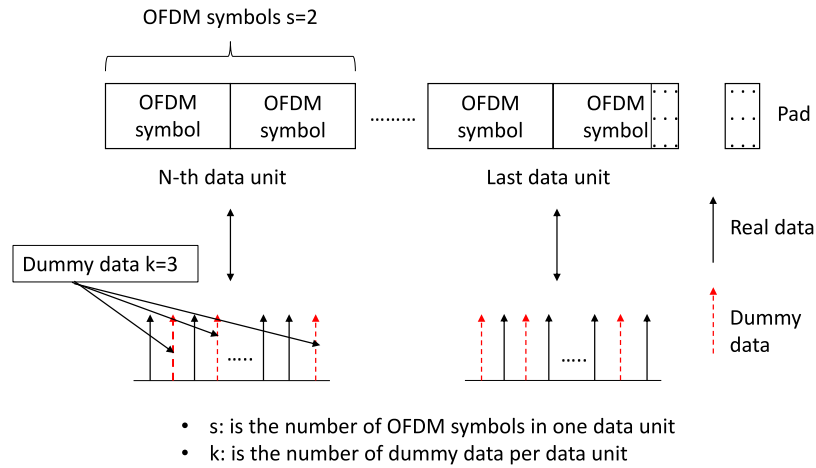 OFDM symbols s=2
OFDM
symbol
OFDM
symbol
.........
OFDM
symbol
OFDM
symbol
. . .
. . .
. . .
. . .
. . .
. . .
Pad
N-th data unit
Last data unit
Real data
Dummy data k=3
.....
.....
Dummy
data
• s: is the number of OFDM symbols in one data unit
• k: is the number of dummy data per data unit